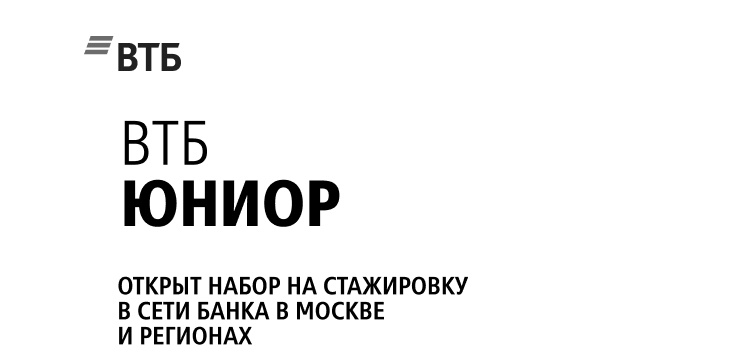 ВТБ
ВТБ
ЮНИОР
ОТКРЫТ НАБОР НА СТАЖИРОВКУ
В СЕТИ БАНКА В МОСКВЕ
И РЕГИОНАХ